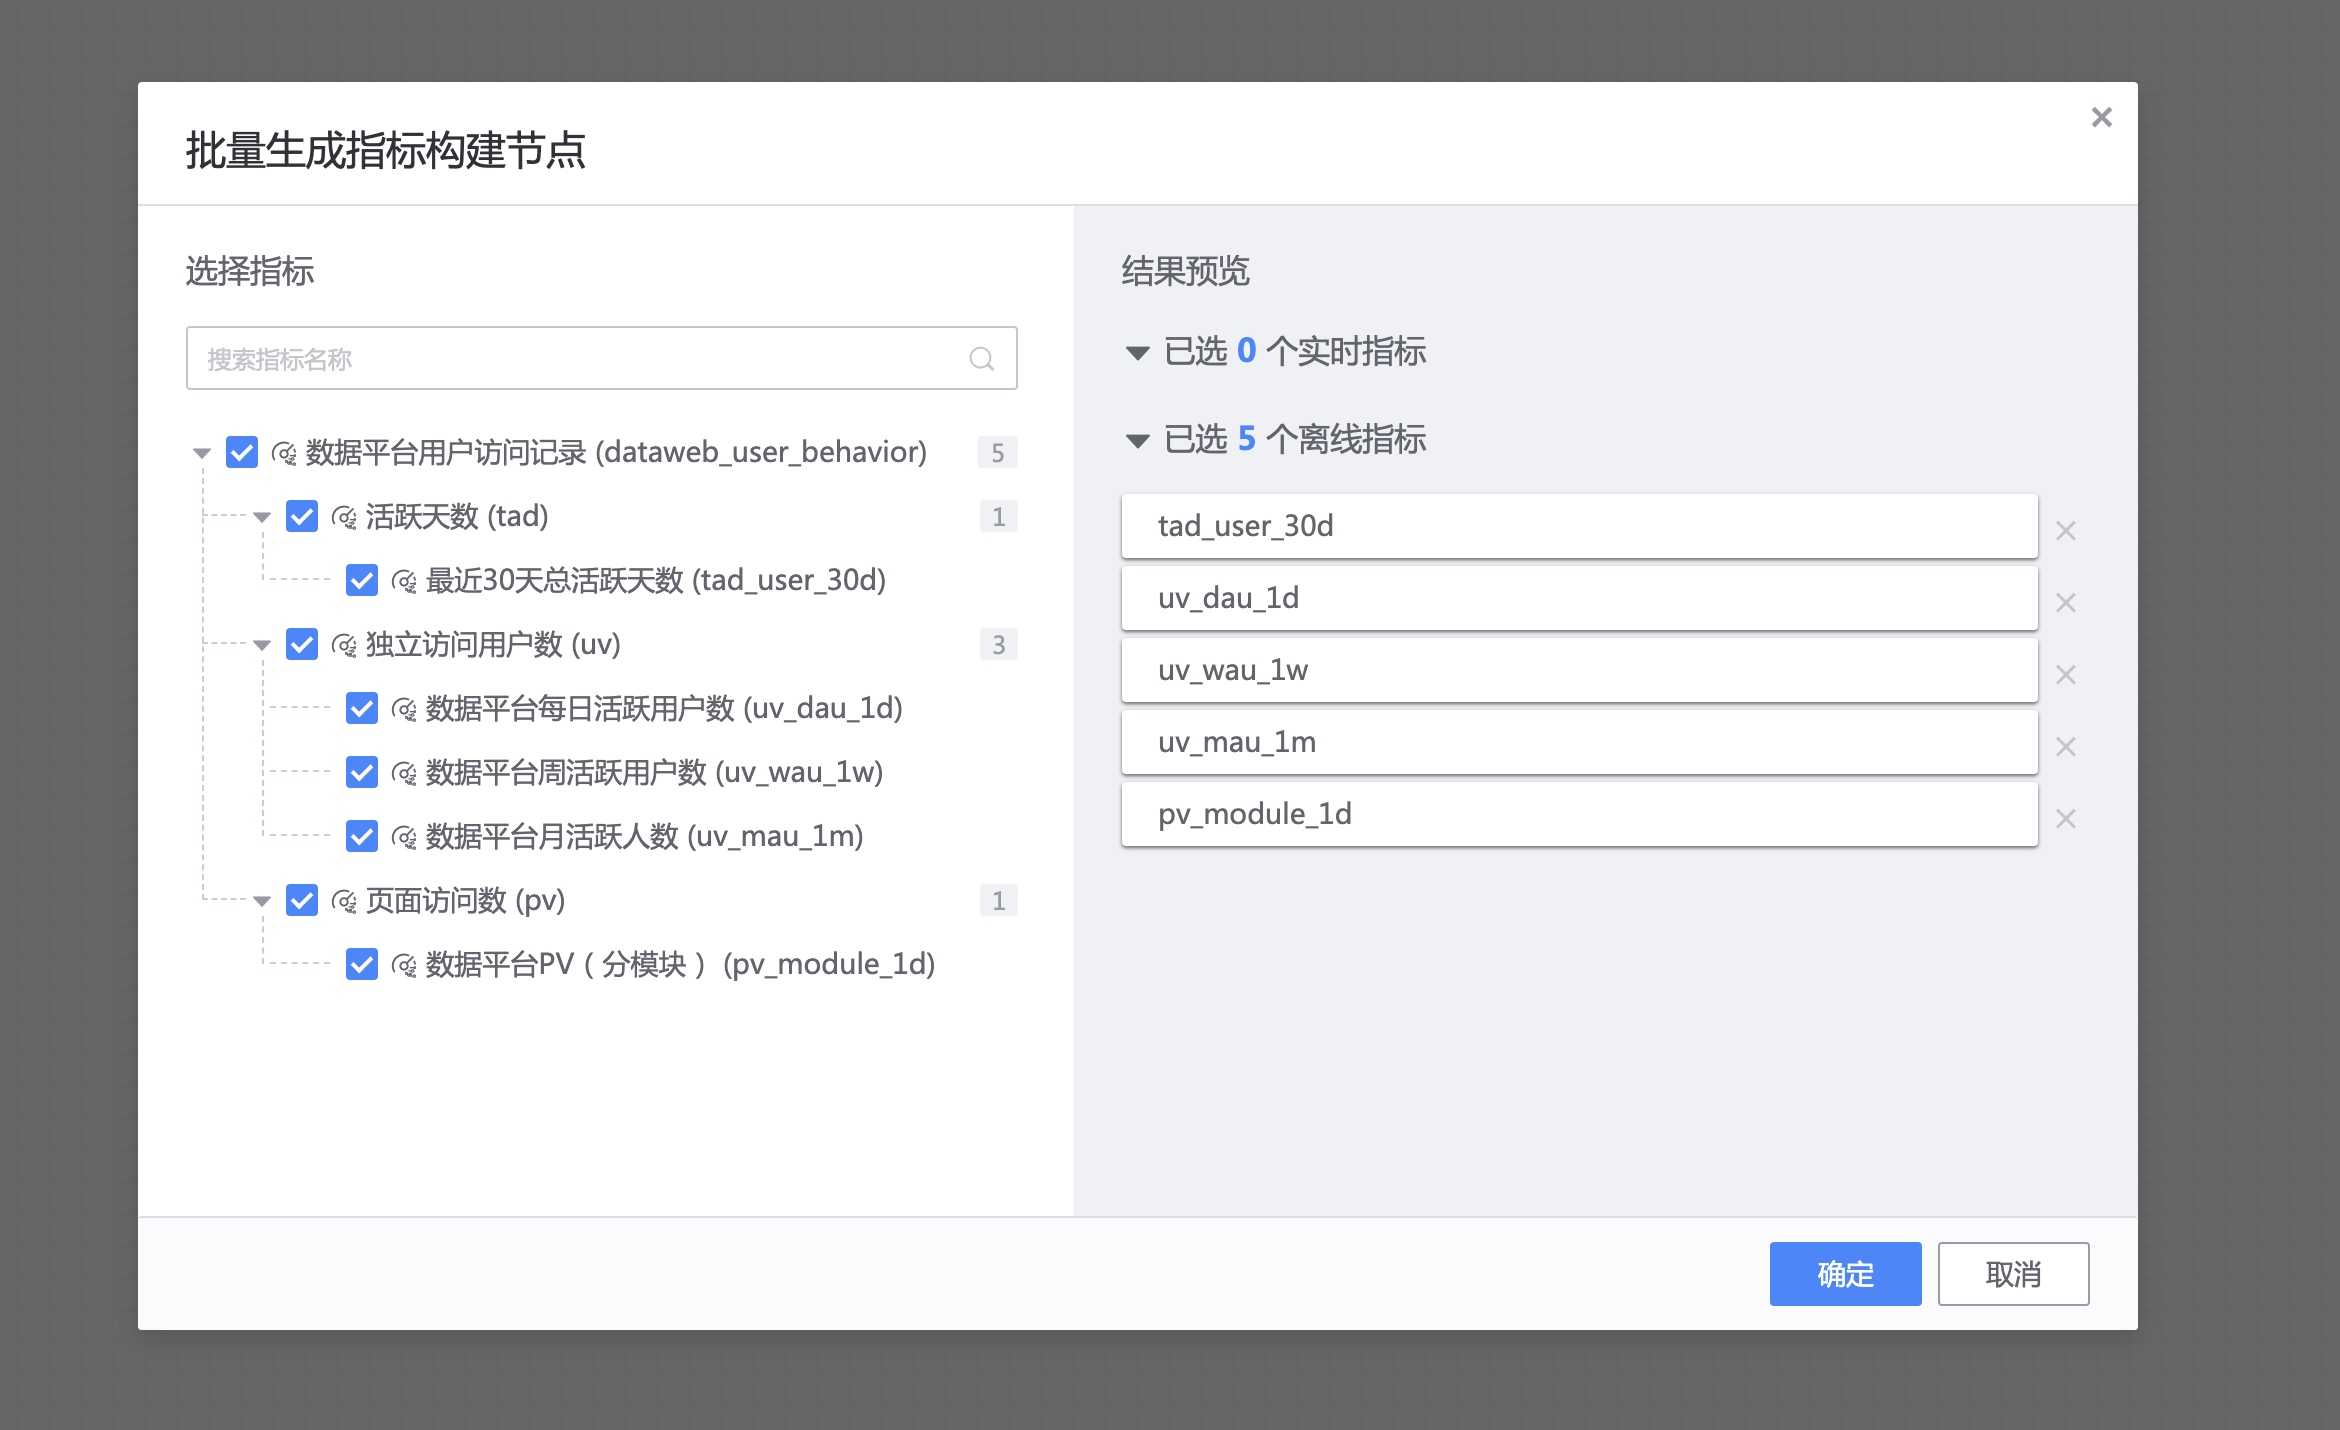 批量生成指标构建节点
选择指标
搜索指标名称
数据平台用户访问记录 (dataweb_user_behavior) 5
活跃天数 (tad) 1
最近30天总活跃天数 (tad_user_30d)
独立访问用户数 (uv) 3
数据平台每日活跃用户数 (uv_dau_1d)
数据平台周活跃用户数 (uv_wau_1w)
数据平台月活跃人数 (uv_mau_1m)
页面访问数 (pv) 1
数据平台PV（分模块） (pv_module_1d)
结果预览
已选 0 个实时指标
已选 5 个离线指标
tad_user_30d
uv_dau_1d
uv_wau_1w
uv_mau_1m
pv_module_1d
确定 取消